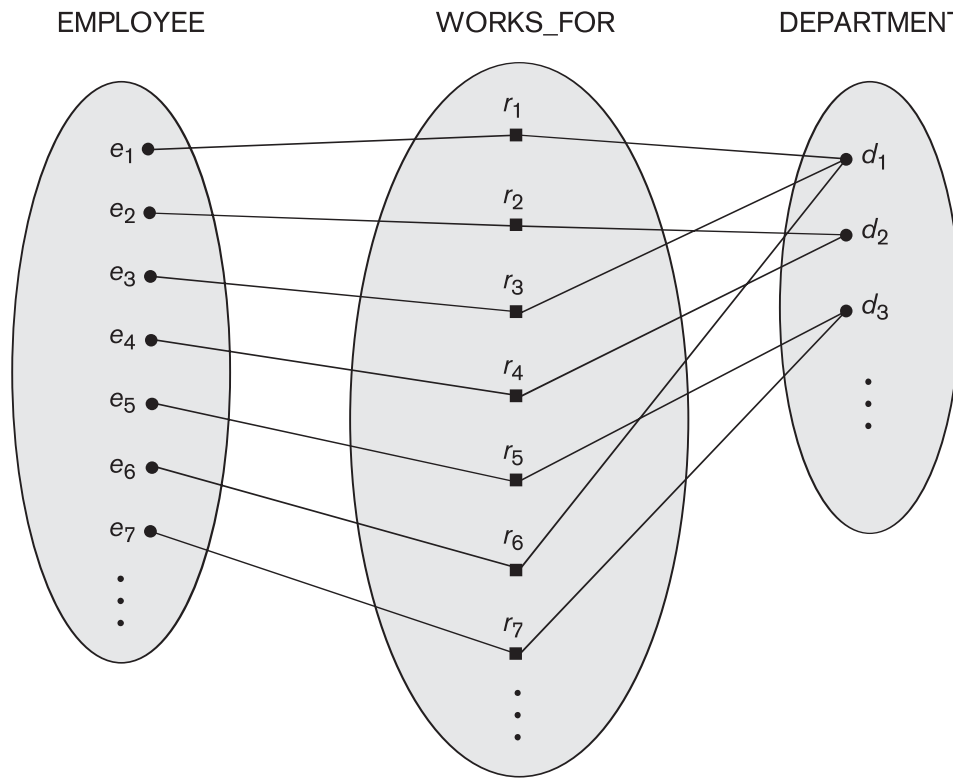 EMPLOYEE WORKS_FOR DEPARTMENT
r1
e1 d1
r2
e2 d2
e3 r3 d3
e4 r4
e5 r5
e6 r6
e7 r7